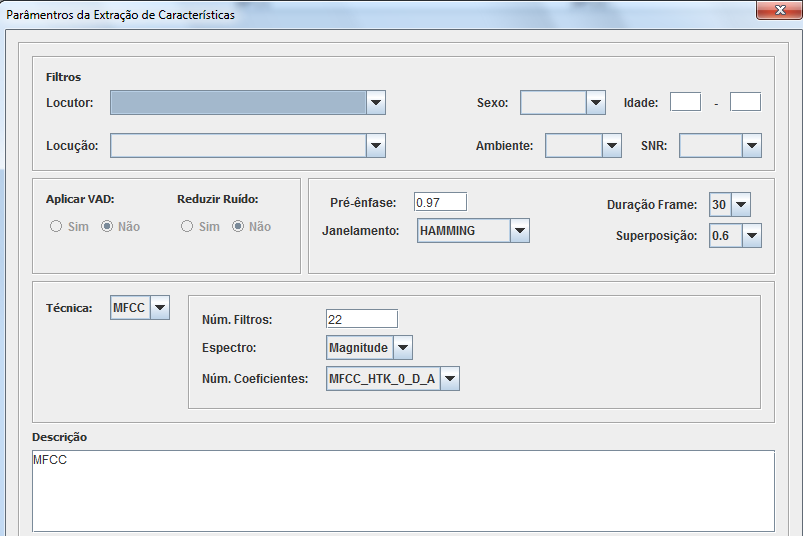 Parâmentros da Extração de Características
Filtros
Locutor:
Sexo:
Idade:
-
Locução:
Ambiente:
SNR:
Aplicar VAD:
Reduzir Ruído:
Sim
Não
Sim
Não
Pré-ênfase:
0.97
Duração Frame:
30
Janelamento:
HAMMING
Superposição:
0.6
Técnica:
MFCC
Núm. Filtros:
22
Espectro:
Magnitude
Núm. Coeficientes:
MFCC_HTK_0_D_A
Descrição
MFCC